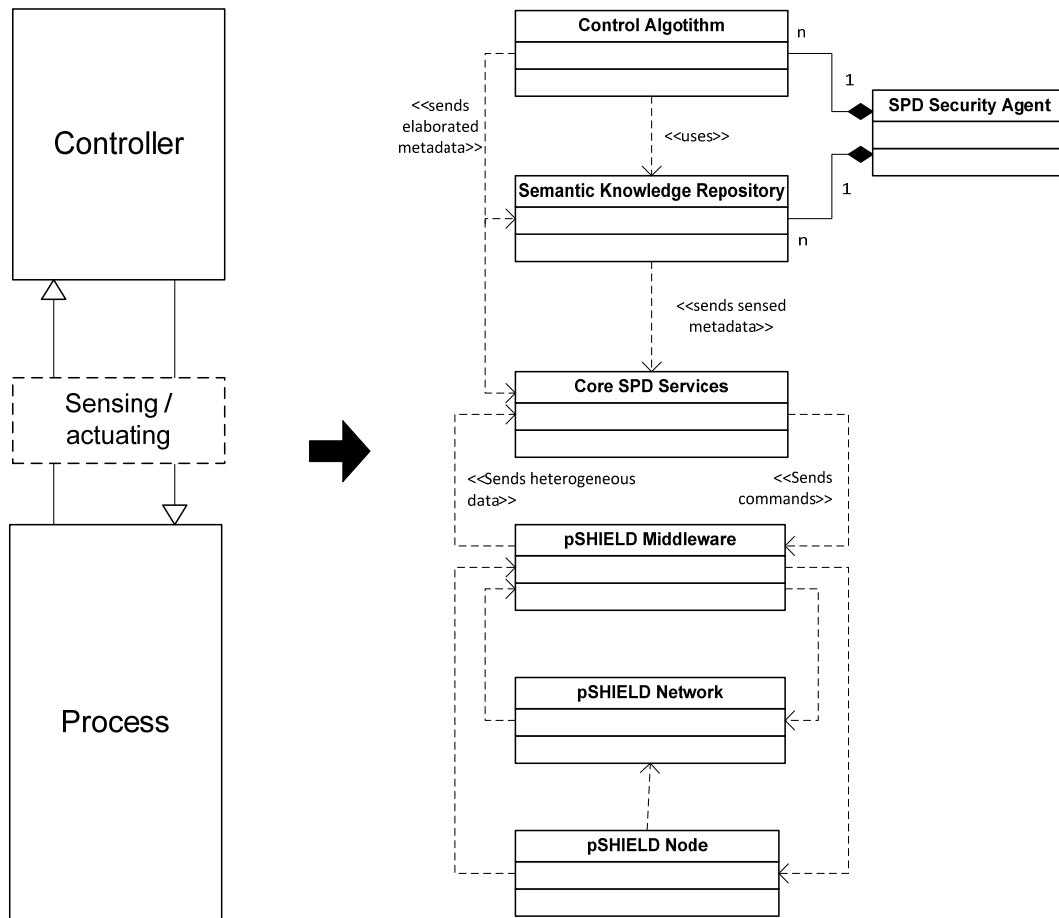 Controller
Sensing /
actuating
Process
Control Algotithm
n
1
SPD Security Agent
<<sends
elaborated
metadata>>
<<uses>>
Semantic Knowledge Repository
1
n
<<sends sensed
metadata>>
Core SPD Services
<<Sends heterogeneous
data>>
<<Sends
commands>>
pSHIELD Middleware
pSHIELD Network
pSHIELD Node